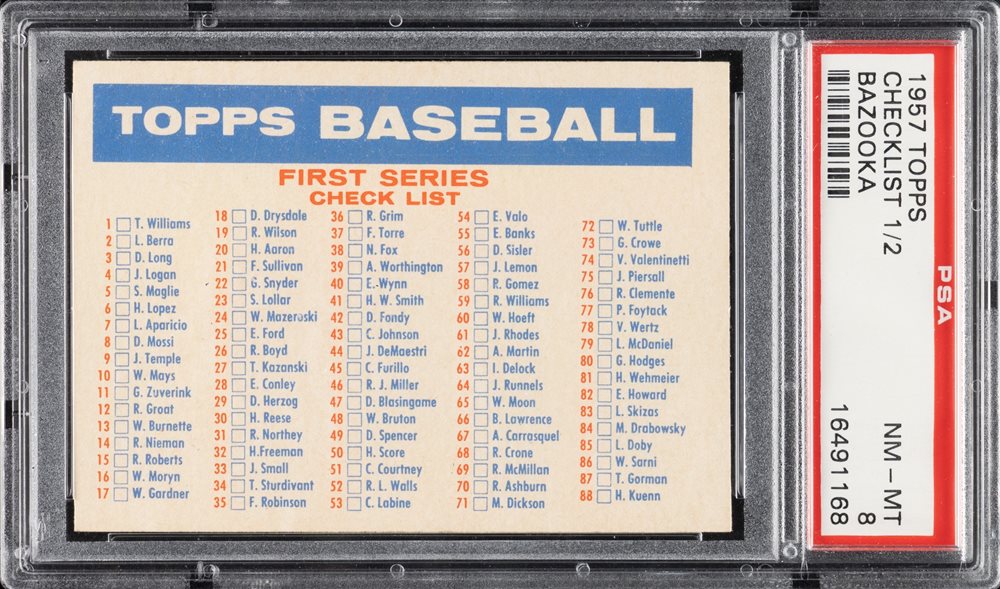 TOPPS BASEBALL
FIRST SERIES
CHECK LIST
1 T. Williams
2 L. Berra
3 D. Long
4 J. Logan
5 S. Maglie
6 H. Lopez
7 L. Aparicio
8 D. Mossi
9 J. Temple
10 W. Mays
11 G. Zuverink
12 R. Groat
13 W. Burnette
14 R. Nieman
15 R. Roberts
16 W. Moryn
17 W. Gardner
18 D. Drysdale
19 R. Wilson
20 H. Aaron
21 F. Sullivan
22 G. Snyder
23 S. Lollar
24 W. Mazeroski
25 E. Ford
26 R. Boyd
27 T. Kazanski
28 E. Conley
29 D. Herzog
30 H. Reese
31 R. Northey
32 H.Freeman
33 J. Small
34 T. Sturdivant
35 F. Robinson
36 R. Grim
37 F. Torre
38 N. Fox
39 A. Worthington
40 E. Wynn
41 H. W. Smith
42 D. Fondy
43 C. Johnson
44 J. DeMaestri
45 C. Furillo
46 R. J. Miller
47 D. Blasingame
48 W. Bruton
49 D. Spencer
50 H. Score
51 C. Courtney
52 R. L. Walls
53 C. Labine
54 E. Valo
55 E. Banks
56 D. Sisler
57 J. Lemon
58 R. Gomez
59 R. Williams
60 W. Hoeft
61 J. Rhodes
62 A. Martin
63 I. Delock
64 J. Runnels
65 W. Moon
66 B. Lawrence
67 A. Carrasquel
68 R. Crone
69 R. McMillan
70 R. Ashburn
71 M. Dickson
72 W. Tuttle
73 G. Crowe
74 V. Valentinetti
75 J. Piersall
76 R. Clemente
77 P. Foytack
78 V. Wertz
79 L. McDaniel
80 G. Hodges
81 H. Wehmeier
82 E. Howard
83 L. Skizas
84 M. Drabowsky
85 L. Doby
86 W. Sarni
87 T. Gorman
88 H. Kuenn
PSA
1957 TOPPS
CHECKLIST 1/2 NM - MT
BAZOOKA 8
16491168